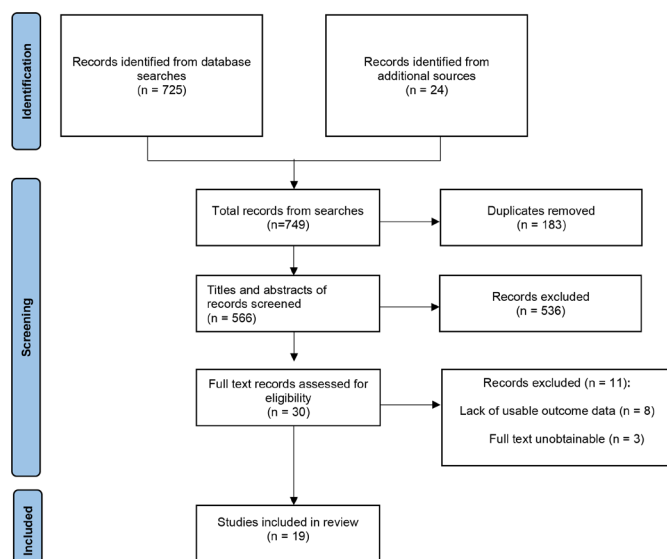 Identification
Records identified from database
searches
(n = 725)
Records identified from
additional sources
(n = 24)
Screening
Total records from searches
(n=749)
Duplicates removed
(n = 183)
Titles and abstracts of
records screened
(n = 566)
Records excluded
(n = 536)
Full text records assessed for
eligibility
(n = 30)
Records excluded (n = 11):
Lack of usable outcome data (n = 8)
Full text unobtainable (n = 3)
Included
Studies included in review
(n = 19)